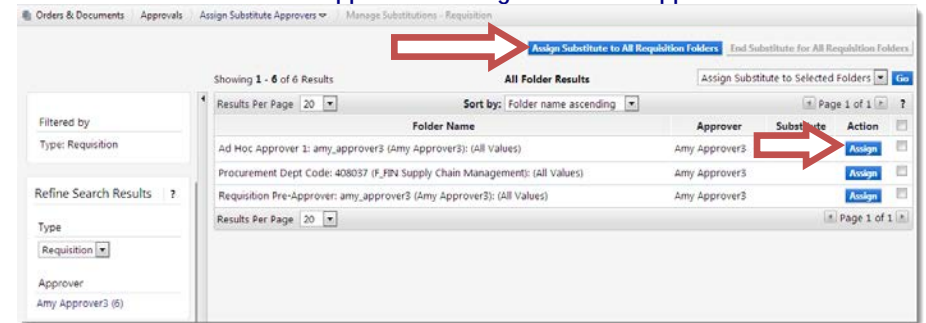 Orders & Documents Approvals Assign Substitute Approvers Manage Substitutions - Requisition
Assign Substitute to All Requisition Folders End Substitute for All Requisition Folders
Showing 1 - 6 of 6 Results All Folder Results Assign Substitute to Selected Folders Go
Results Per Page 20 Sort by: Folder name ascending Page 1 of 1 ?
Filtered by
Type: Requisition
Folder Name Approver Substitute Action
Ad Hoc Approver 1: amy_approver3 (Amy Approver3): (All Values) Amy Approver3 Assign
Procurement Dept Code: 408037 (F_FIN Supply Chain Management): (All Values) Amy Approver3 Assign
Requisition Pre-Approver: amy_approver3 (Amy Approver3): (All Values) Amy Approver3 Assign
Results Per Page 20 Page 1 of 1
Refine Search Results ?
Type
Requisition
Approver
Amy Approver3 (6)